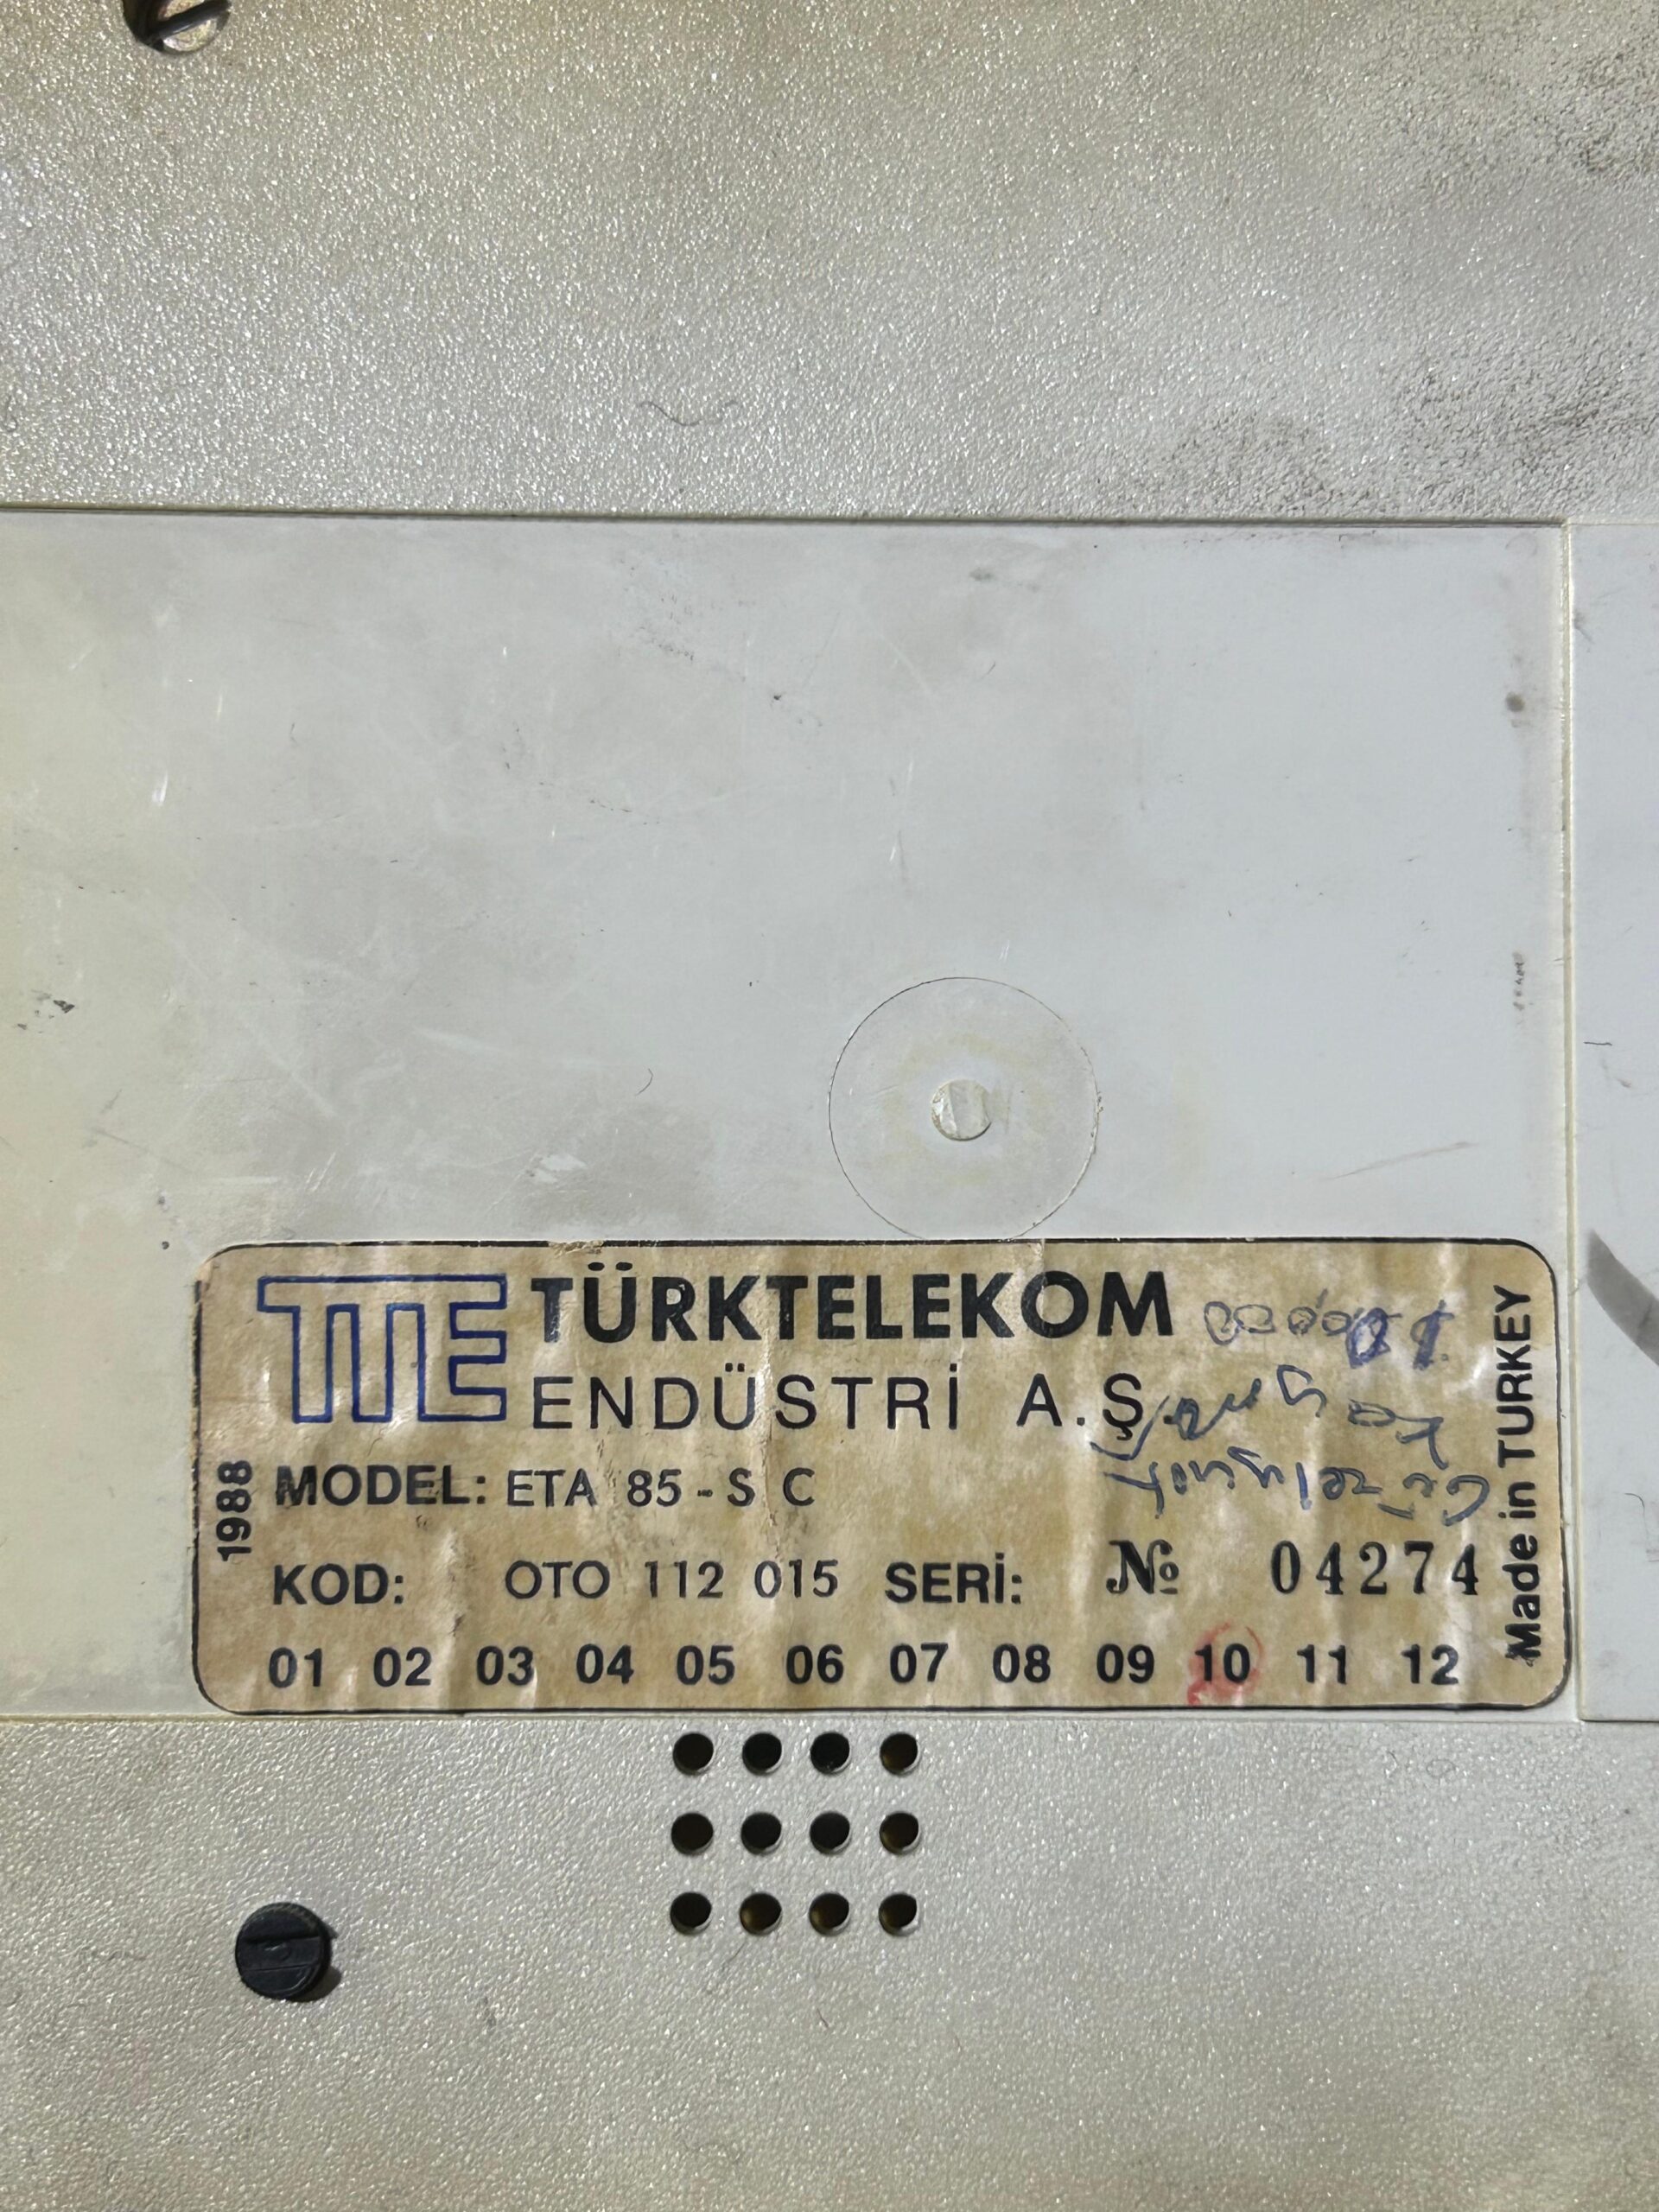 TTE TÜRKTELEKOM
ENDÜSTRİ A.Ş.
1988
MODEL: ETA 85-S C
KOD: OTO 112 015 SERİ: № 04274
01 02 03 04 05 06 07 08 09 10 11 12
Made in TURKEY